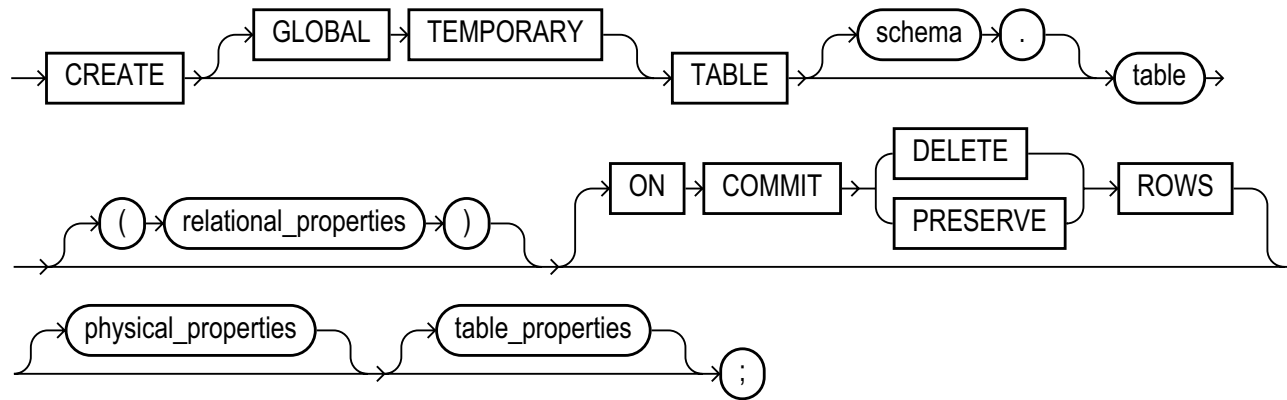 GLOBAL TEMPORARY schema .
CREATE TABLE table
DELETE
ON COMMIT ROWS
( relational_properties ) PRESERVE
physical_properties table_properties
;